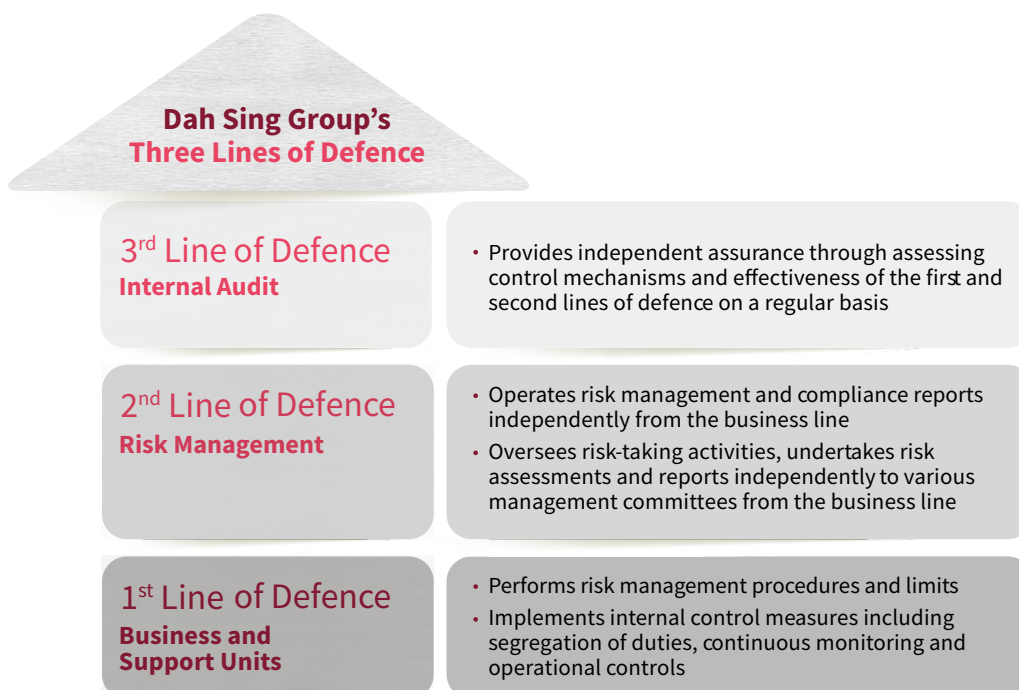 Dah Sing Group's
Three Lines of Defence
3rd Line of Defence
Internal Audit
• Provides independent assurance through assessing
control mechanisms and effectiveness of the first and
second lines of defence on a regular basis
2nd Line of Defence
Risk Management
• Operates risk management and compliance reports
independently from the business line
• Oversees risk-taking activities, undertakes risk
assessments and reports independently to various
management committees from the business line
1st Line of Defence
Business and
Support Units
• Performs risk management procedures and limits
• Implements internal control measures including
segregation of duties, continuous monitoring and
operational controls